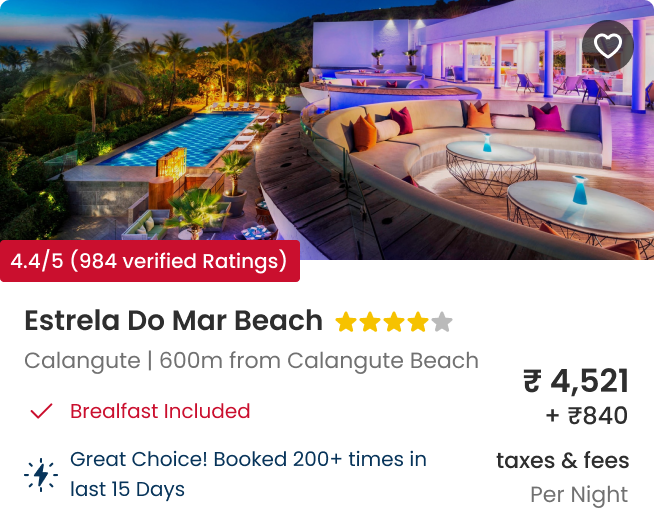 4.4/5 (984 verified Ratings)
Estrela Do Mar Beach
Calangute | 600m from Calangute Beach
₹ 4,521
+ ₹840
Brealfast Included
Great Choice! Booked 200+ times in
last 15 Days
taxes & fees
Per Night